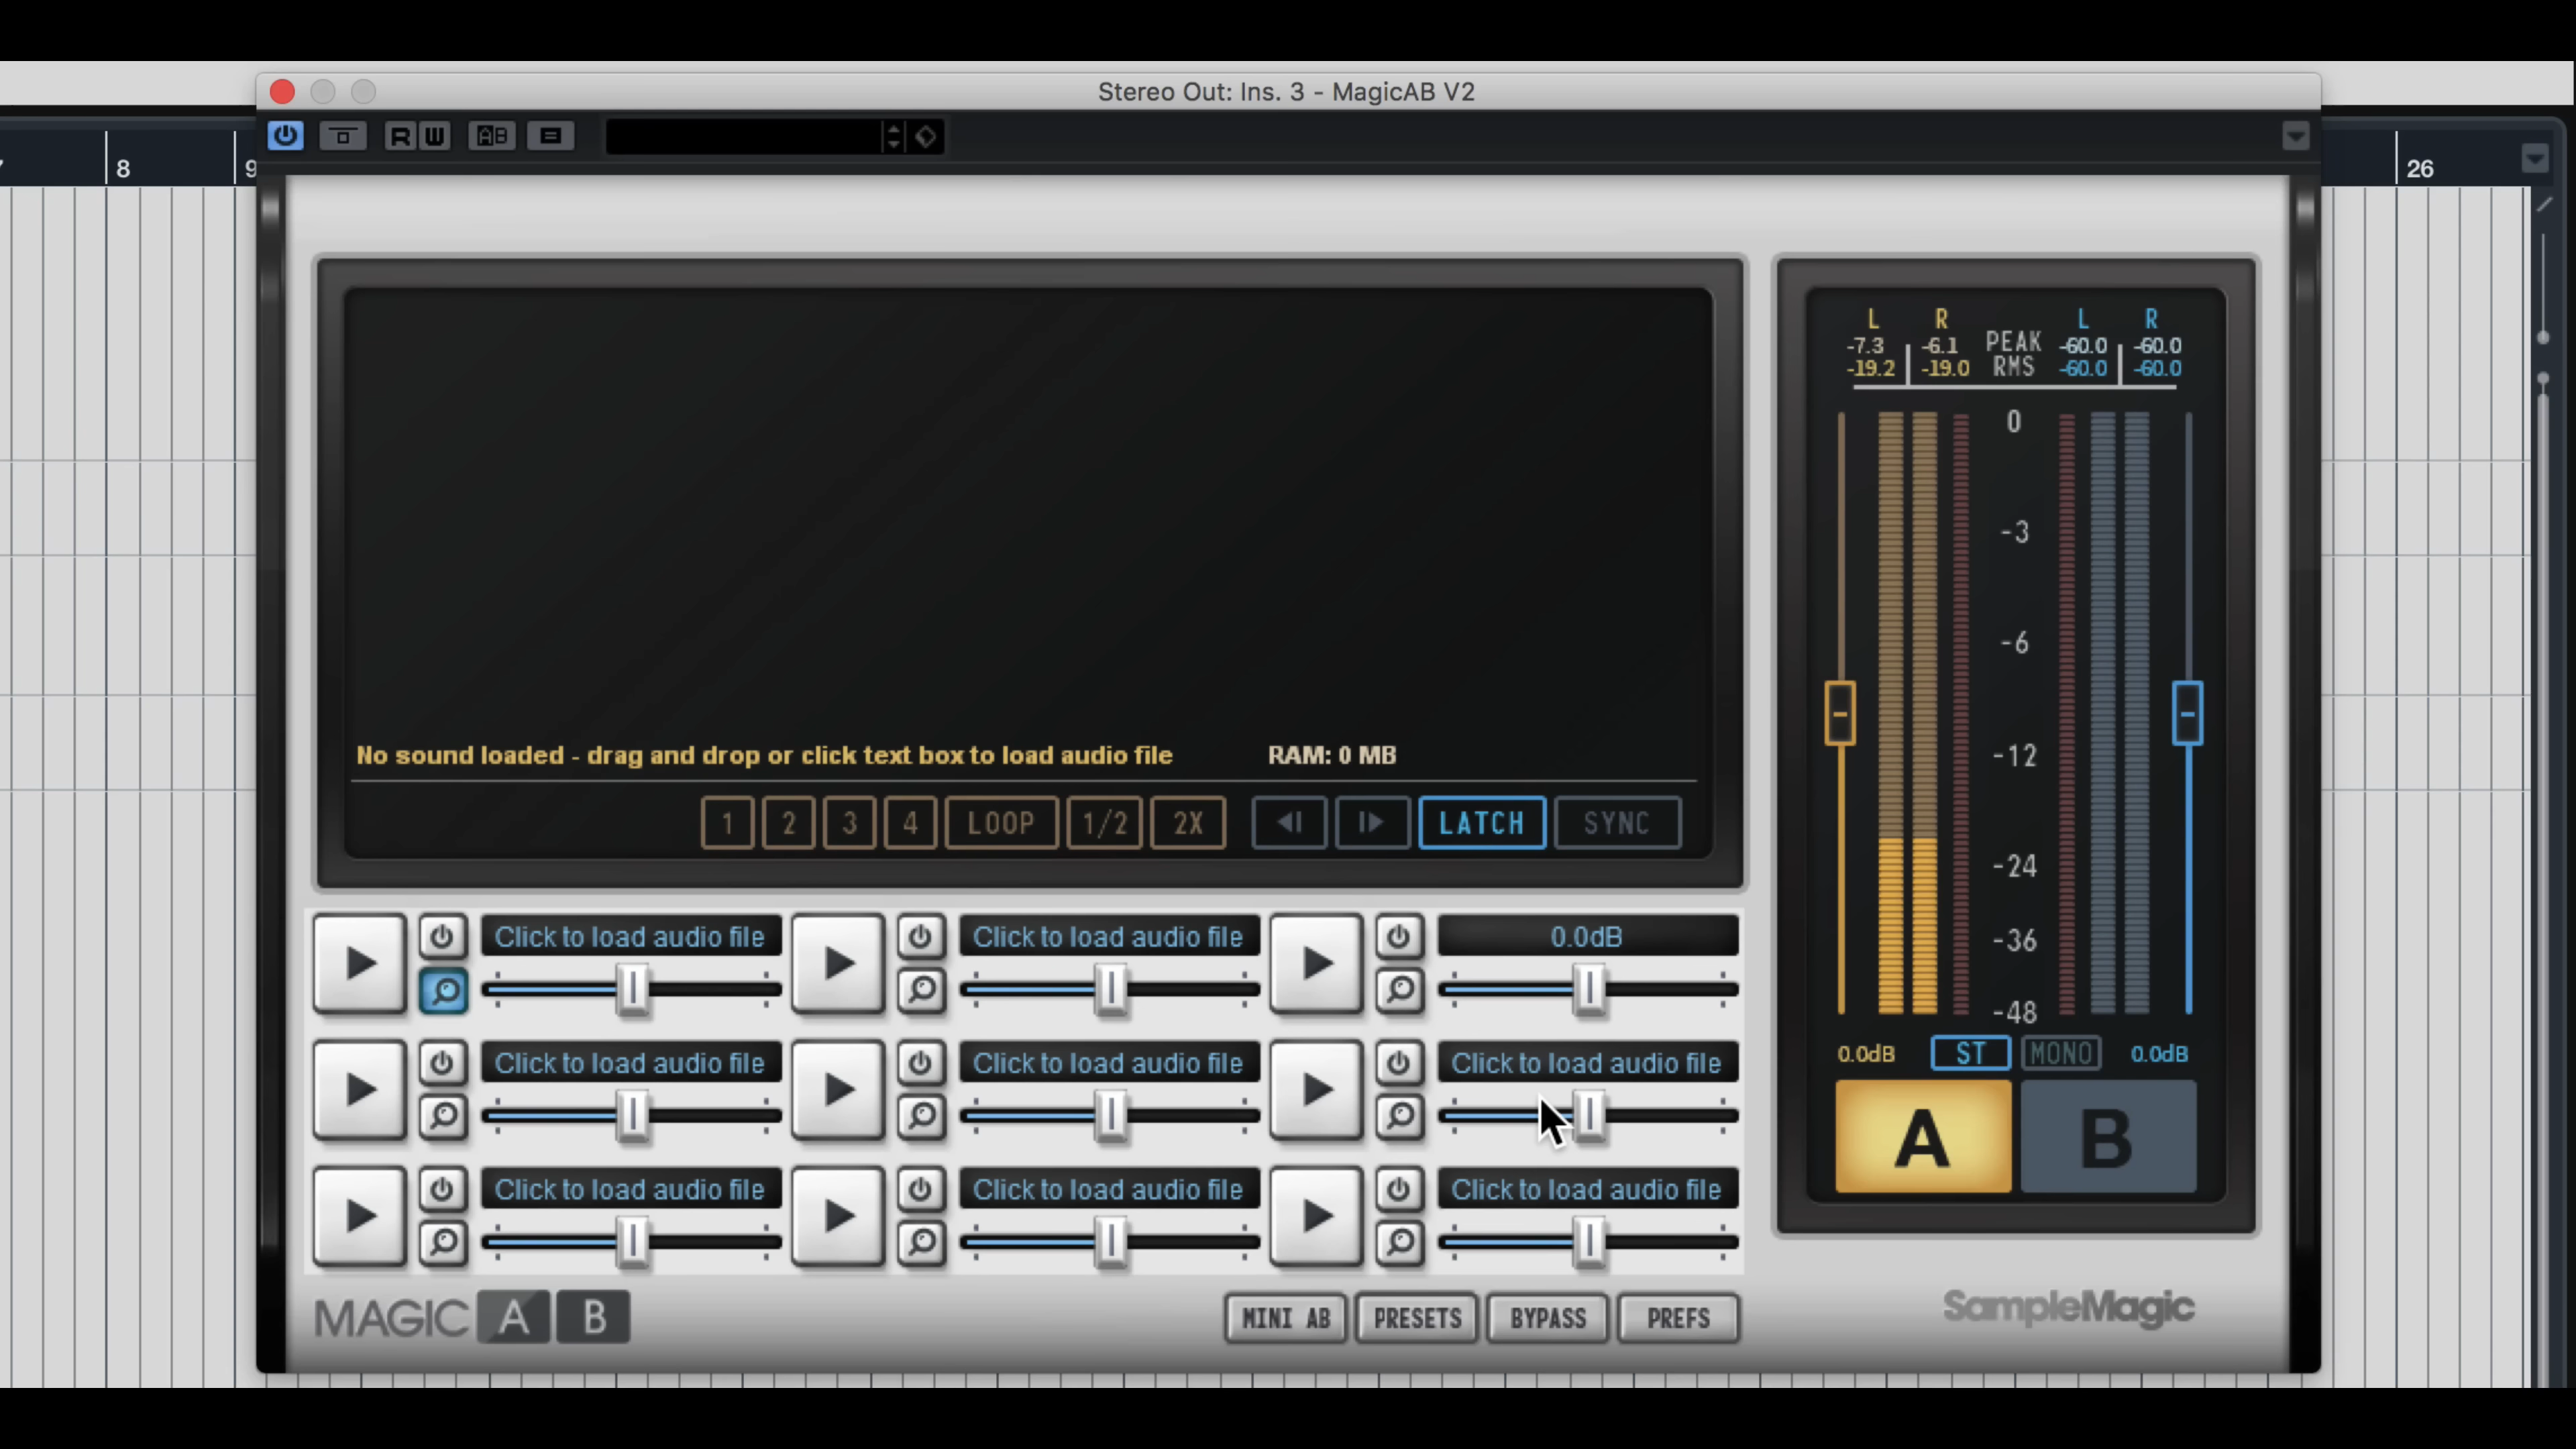 Stereo Out: Ins. 3 - MagicAB V2
R W AB
8 9 26
L R L R
-7.3 -6.1 PEAK -60.0 -60.0
-19.2 -19.0 RMS -60.0 -60.0
0
-3
-6
-12
-24
-36
-48
No sound loaded - drag and drop or click text box to load audio file RAM: 0 MB
1 2 3 4 LOOP 1/2 2X LATCH SYNC
Click to load audio file Click to load audio file 0.0dB
Click to load audio file Click to load audio file Click to load audio file
Click to load audio file Click to load audio file Click to load audio file
0.0dB ST MONO 0.0dB
A B
MAGIC A B
MINI AB PRESETS BYPASS PREFS
SampleMagic